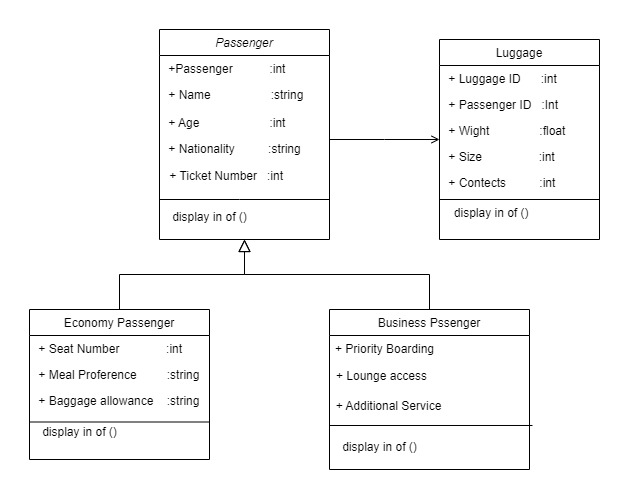 Passenger
+Passenger :int
+ Name :string
+ Age :int
+ Nationality :string
+ Ticket Number :int
display in of ()
Luggage
+ Luggage ID :int
+ Passenger ID :Int
+ Wight :float
+ Size :int
+ Contects :int
display in of ()
Economy Passenger
+ Seat Number :int
+ Meal Proference :string
+ Baggage allowance :string
display in of ()
Business Pssenger
+ Priority Boarding
+ Lounge access
+ Additional Service
display in of ()